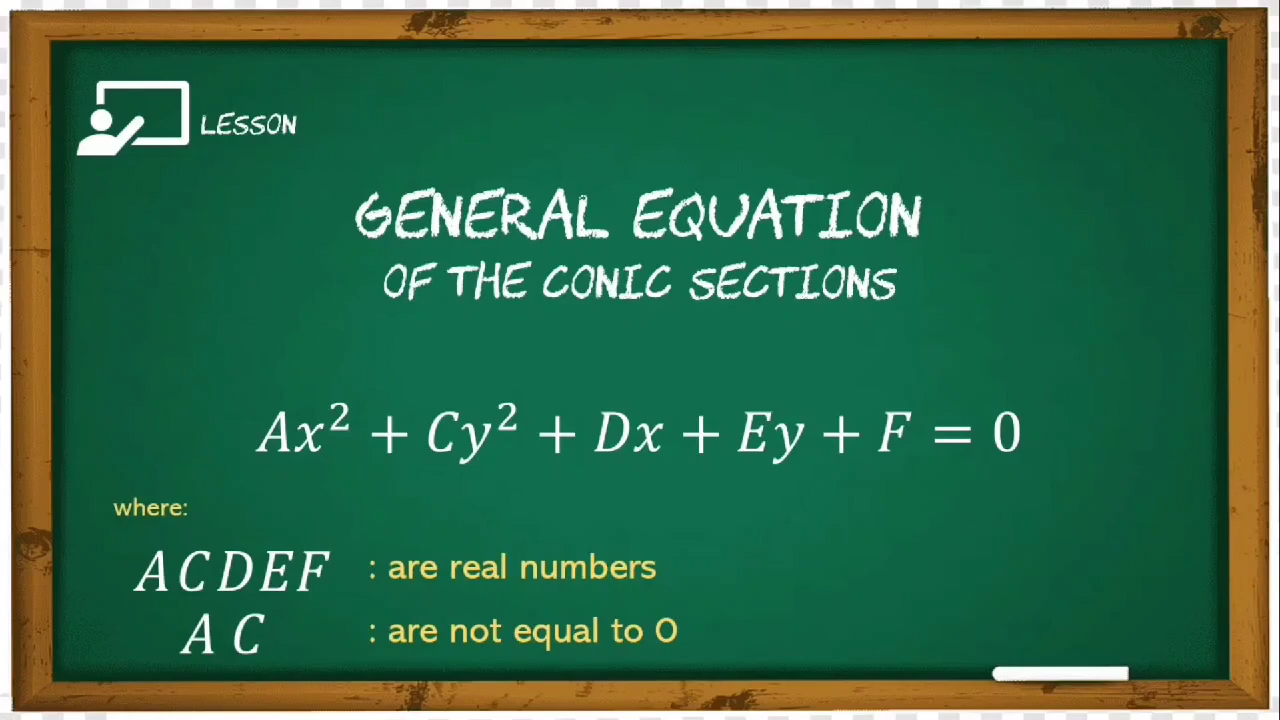 LESSON
GENERAL EQUATION
OF THE CONIC SECTIONS
Ax² + Cy² + Dx + Ey + F = 0
where:
A C D E F : are real numbers
A C : are not equal to 0